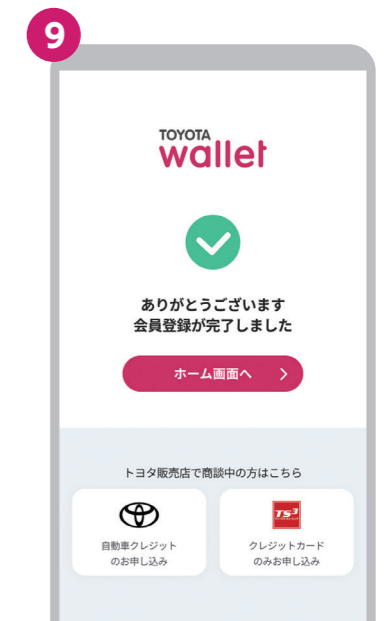 9
TOYOTA
wallet
ありがとうございます
会員登録が完了しました
ホーム画面へ
トヨタ販売店で商談中の方はこちら
TS3
自動車クレジット
のお申し込み
クレジットカード
のみお申し込み